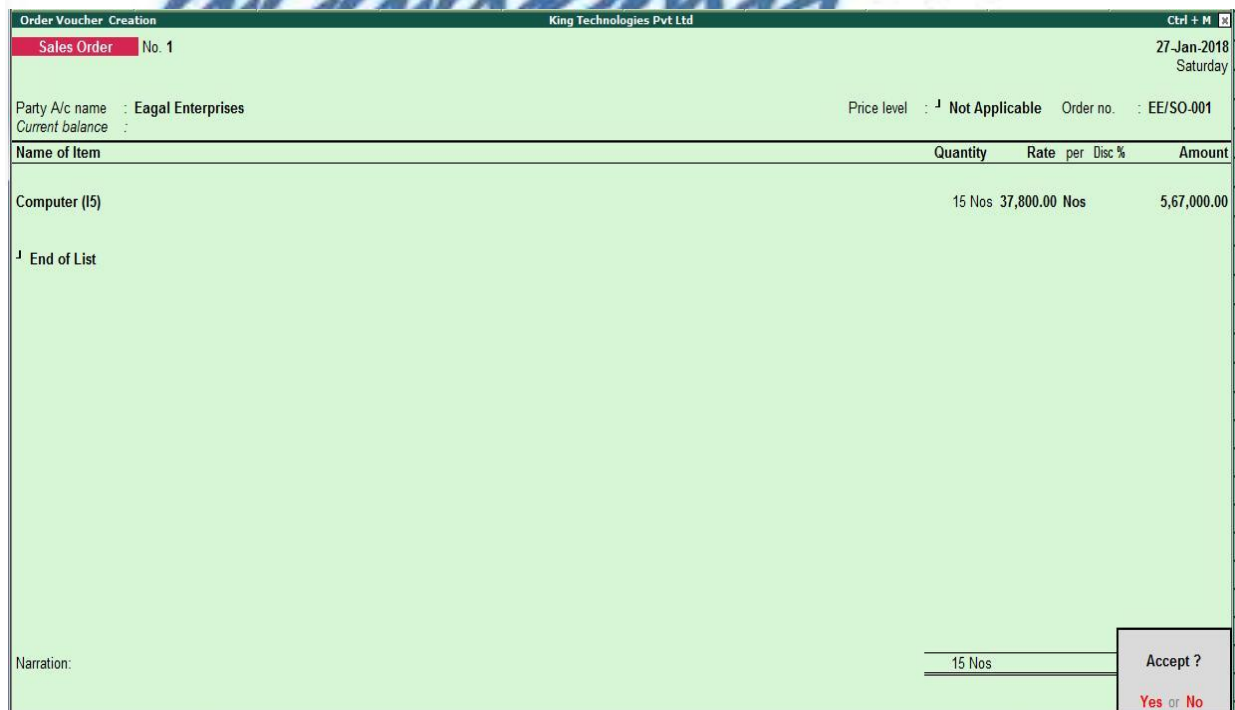 Order Voucher Creation King Technologies Pvt Ltd Ctrl + M x
Sales Order No. 1 27-Jan-2018
Saturday
Party A/c name : Eagal Enterprises Price level : ┘ Not Applicable Order no. : EE/SO-001
Current balance :
Name of Item Quantity Rate per Disc % Amount
Computer (I5) 15 Nos 37,800.00 Nos 5,67,000.00
┘ End of List
Narration: 15 Nos Accept ?
Yes or No